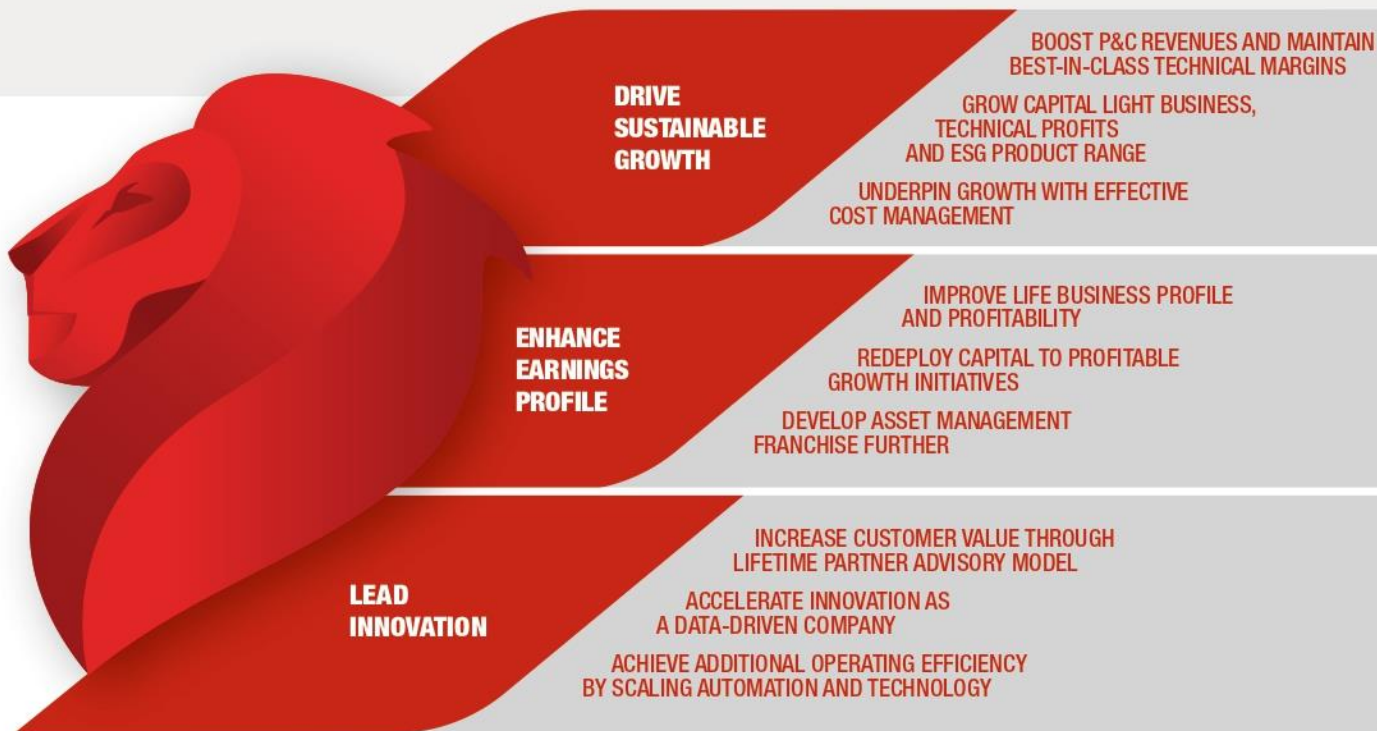 DRIVE
SUSTAINABLE
GROWTH
BOOST P&C REVENUES AND MAINTAIN
BEST-IN-CLASS TECHNICAL MARGINS
GROW CAPITAL LIGHT BUSINESS,
TECHNICAL PROFITS
AND ESG PRODUCT RANGE
UNDERPIN GROWTH WITH EFFECTIVE
COST MANAGEMENT
ENHANCE
EARNINGS
PROFILE
IMPROVE LIFE BUSINESS PROFILE
AND PROFITABILITY
REDEPLOY CAPITAL TO PROFITABLE
GROWTH INITIATIVES
DEVELOP ASSET MANAGEMENT
FRANCHISE FURTHER
LEAD
INNOVATION
INCREASE CUSTOMER VALUE THROUGH
LIFETIME PARTNER ADVISORY MODEL
ACCELERATE INNOVATION AS
A DATA-DRIVEN COMPANY
ACHIEVE ADDITIONAL OPERATING EFFICIENCY
BY SCALING AUTOMATION AND TECHNOLOGY